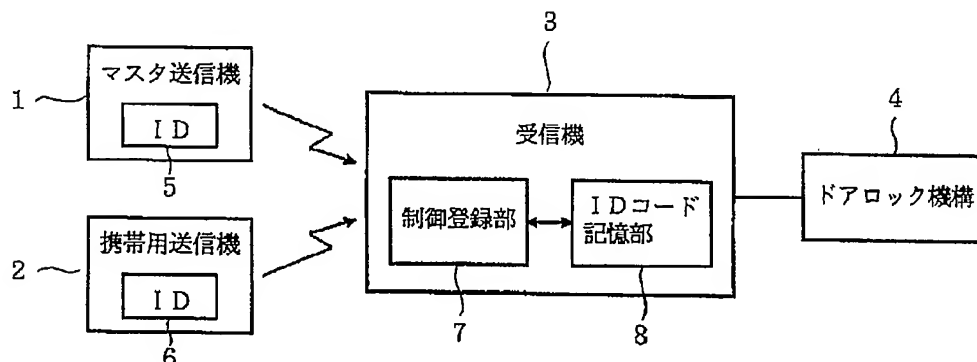 3
マスタ送信機
1
ID
5
受信機
4
ドアロック機構
制御登録部
IDコード
記憶部
携帯用送信機
2
ID
6
7
8